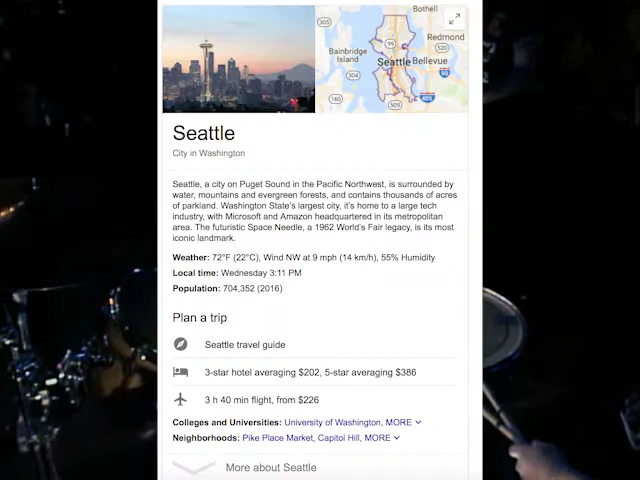 Bothell
305
Redmond
99
520
Bainbridge
Island
Seattle
Bellevue
304
90
160
405
509
Seattle
City in Washington
Seattle, a city on Puget Sound in the Pacific Northwest, is surrounded by
water, mountains and evergreen forests, and contains thousands of acres
of parkland. Washington State's largest city, it's home to a large tech
industry, with Microsoft and Amazon headquartered in its metropolitan
area. The futuristic Space Needle, a 1962 World's Fair legacy, is its most
iconic landmark.
Weather: 72°F (22°C), Wind NW at 9 mph (14 km/h), 55% Humidity
Local time: Wednesday 3:11 PM
Population: 704,352 (2016)
Plan a trip
Seattle travel guide
3-star hotel averaging $202, 5-star averaging $386
3 h 40 min flight, from $226
Colleges and Universities: University of Washington, MORE
Neighborhoods: Pike Place Market, Capitol Hill, MORE
More about Seattle